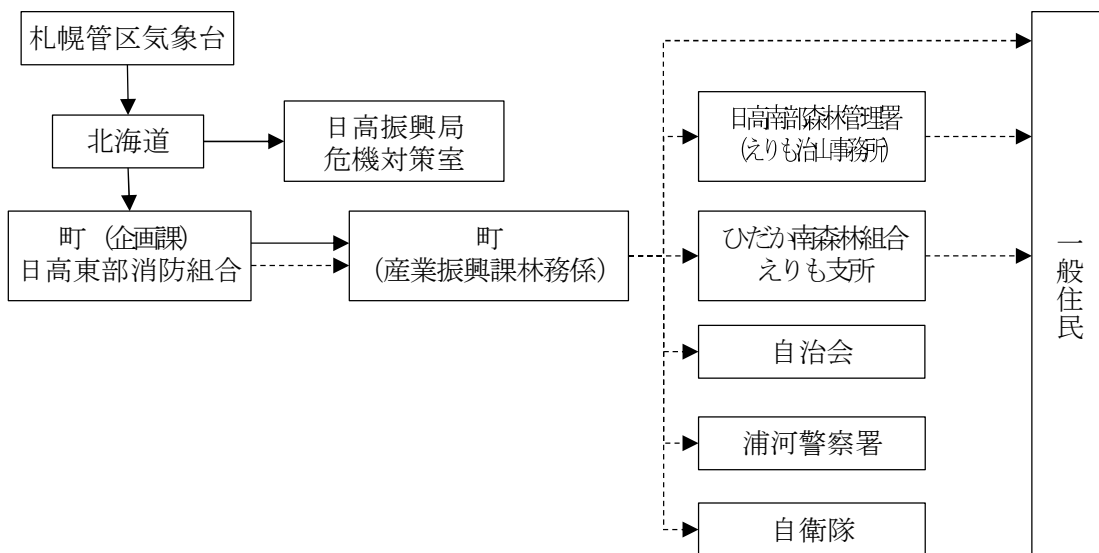 札幌管区気象台
北海道
日高振興局
危機対策室
町（企画課）
日高東部消防組合
町
（産業振興課林務係）
日高南部森林管理署
（えりも治山事務所）
ひだか南森林組合
えりも支所
自治会
浦河警察署
自衛隊
一般住民